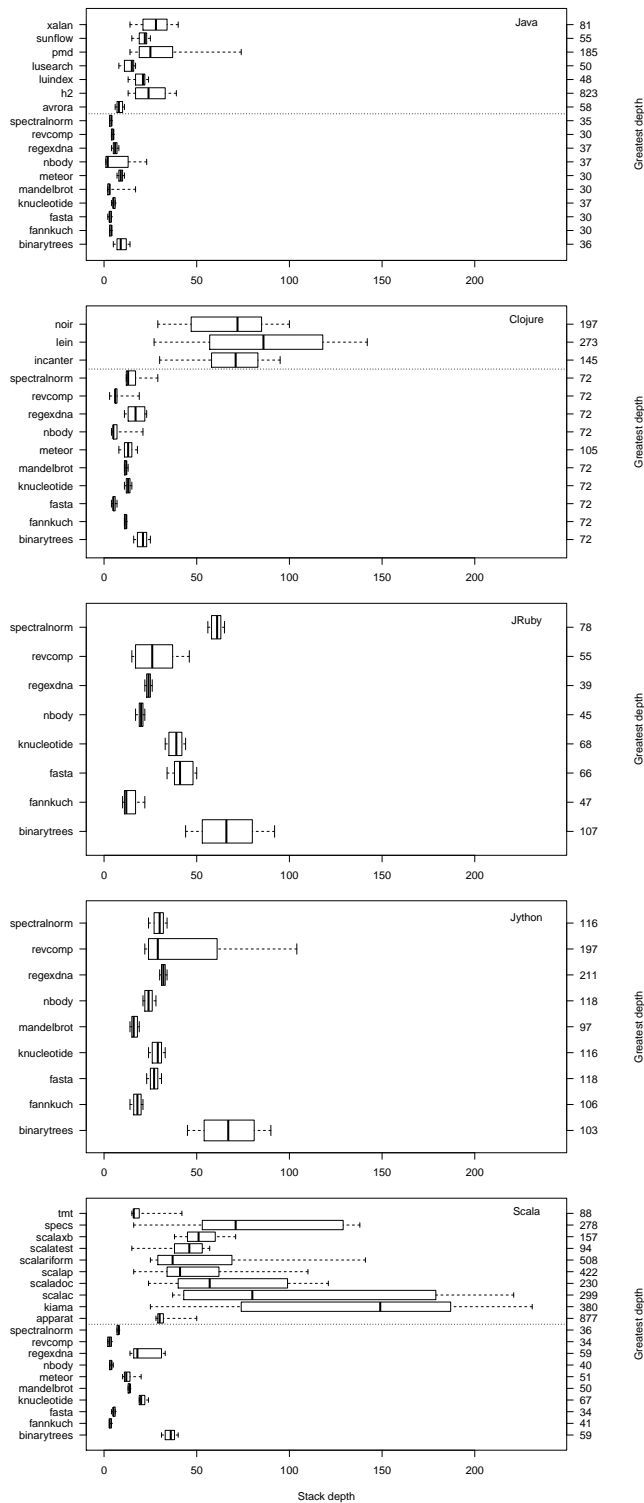 Java
xalan 81
sunflow 55
pmd 185
lusearch 50
luindex 48
h2 823
avrora 58
spectralnorm 35
revcomp 30
regexdna 37
nbody 37
meteor 30
mandelbrot 30
knucleotide 37
fasta 30
fannkuch 30
binarytrees 36
Greatest depth
0 50 100 150 200
Clojure
noir 197
lein 273
incanter 145
spectralnorm 72
revcomp 72
regexdna 72
nbody 72
meteor 105
mandelbrot 72
knucleotide 72
fasta 72
fannkuch 72
binarytrees 72
Greatest depth
0 50 100 150 200
JRuby
spectralnorm 78
revcomp 55
regexdna 39
nbody 45
knucleotide 68
fasta 66
fannkuch 47
binarytrees 107
Greatest depth
0 50 100 150 200
Jython
spectralnorm 116
revcomp 197
regexdna 211
nbody 118
mandelbrot 97
knucleotide 116
fasta 118
fannkuch 106
binarytrees 103
Greatest depth
0 50 100 150 200
Scala
tmt 88
specs 278
scalaxb 157
scalatest 94
scalariform 508
scalap 422
scaladoc 230
scalac 299
kiama 380
apparat 877
spectralnorm 36
revcomp 34
regexdna 59
nbody 40
meteor 51
mandelbrot 50
knucleotide 67
fasta 34
fannkuch 41
binarytrees 59
Greatest depth
0 50 100 150 200
Stack depth